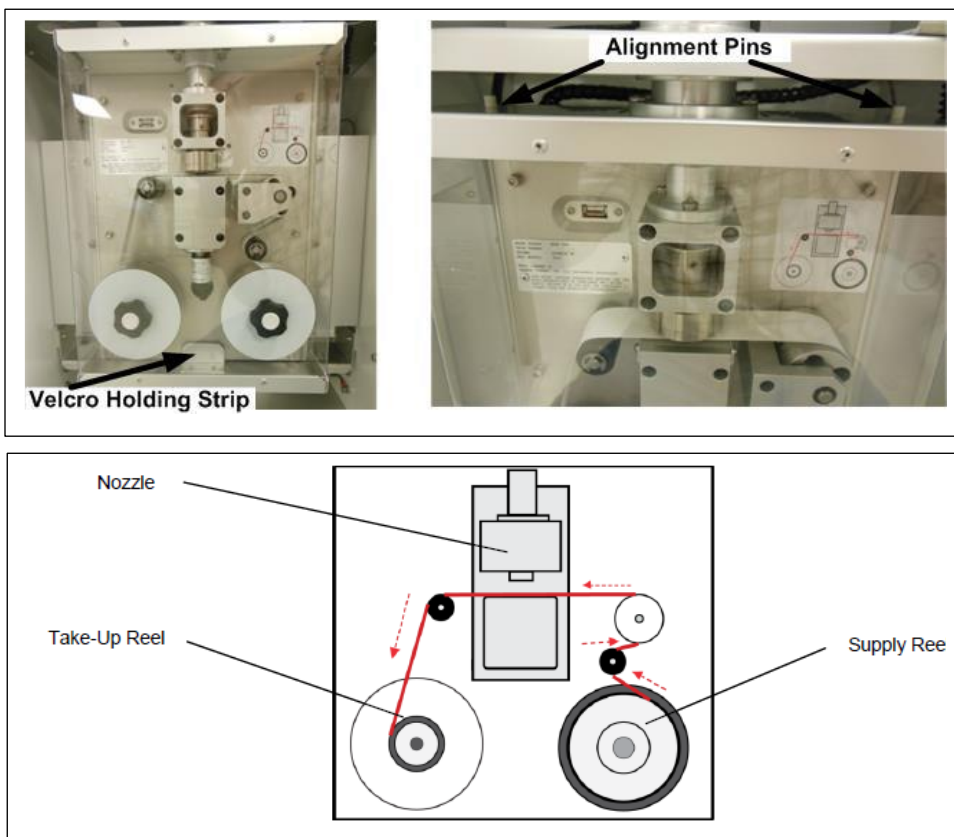 Alignment Pins
Velcro Holding Strip
Nozzle
Take-Up Reel
Supply Ree